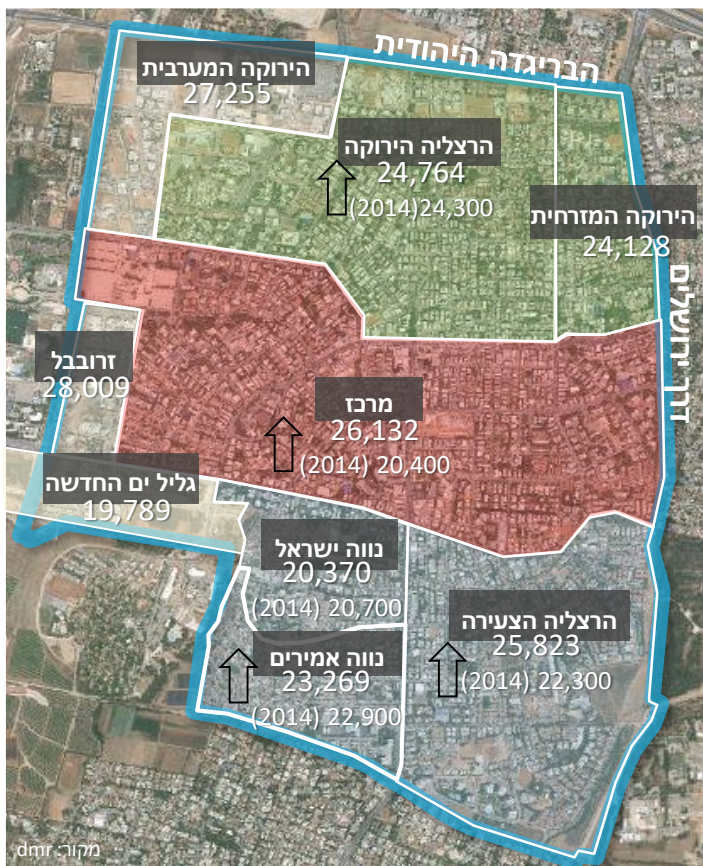 הבריגדה היהודית
הירוקה המערבית
27,255
הרצליה הירוקה
24,764
(2014)24,300
הירוקה המזרחית
24,128
דרך ירושלים
זרובבל
28,009
מרכז
26,132
(2014) 20,400
גליל ים החדשה
19,789
נווה ישראל
20,370
(2014) 20,700
הרצליה הצעירה
25,823
(2014) 22,300
נווה אמירים
23,269
(2014) 22,900
מקור: dmr